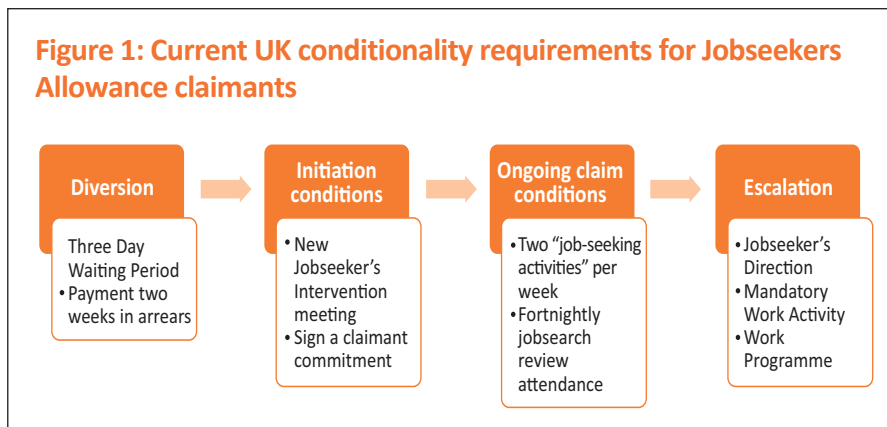 Figure 1: Current UK conditionality requirements for Jobseekers
Allowance claimants
Diversion
Three Day
Waiting Period
• Payment two
weeks in arrears
Initiation
conditions
• New
Jobseeker's
Intervention
meeting
• Sign a claimant
commitment
Ongoing claim
conditions
• Two “job-seeking
activities” per
week
• Fortnightly
jobsearch
review
attendance
Escalation
• Jobseeker's
Direction
• Mandatory
Work Activity
• Work
Programme